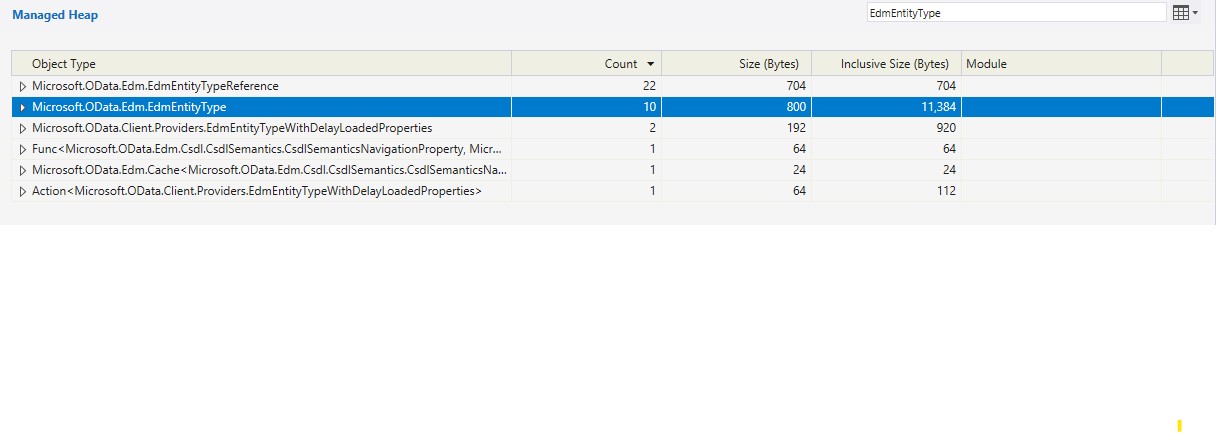 Managed Heap
EdmEntityType
Object Type Count Size (Bytes) Inclusive Size (Bytes) Module
Microsoft.OData.Edm.EdmEntityTypeReference 22 704 704
Microsoft.OData.Edm.EdmEntityType 10 800 11,384
Microsoft.OData.Client.Providers.EdmEntityTypeWithDelayLoadedProperties 2 192 920
Func<Microsoft.OData.Edm.Csdl.CsdlSemantics.CsdlSemanticsNavigationProperty, Micr... 1 64 64
Microsoft.OData.Edm.Cache<Microsoft.OData.Edm.Csdl.CsdlSemantics.CsdlSemanticsNa... 1 24 24
Action<Microsoft.OData.Client.Providers.EdmEntityTypeWithDelayLoadedProperties> 1 64 112